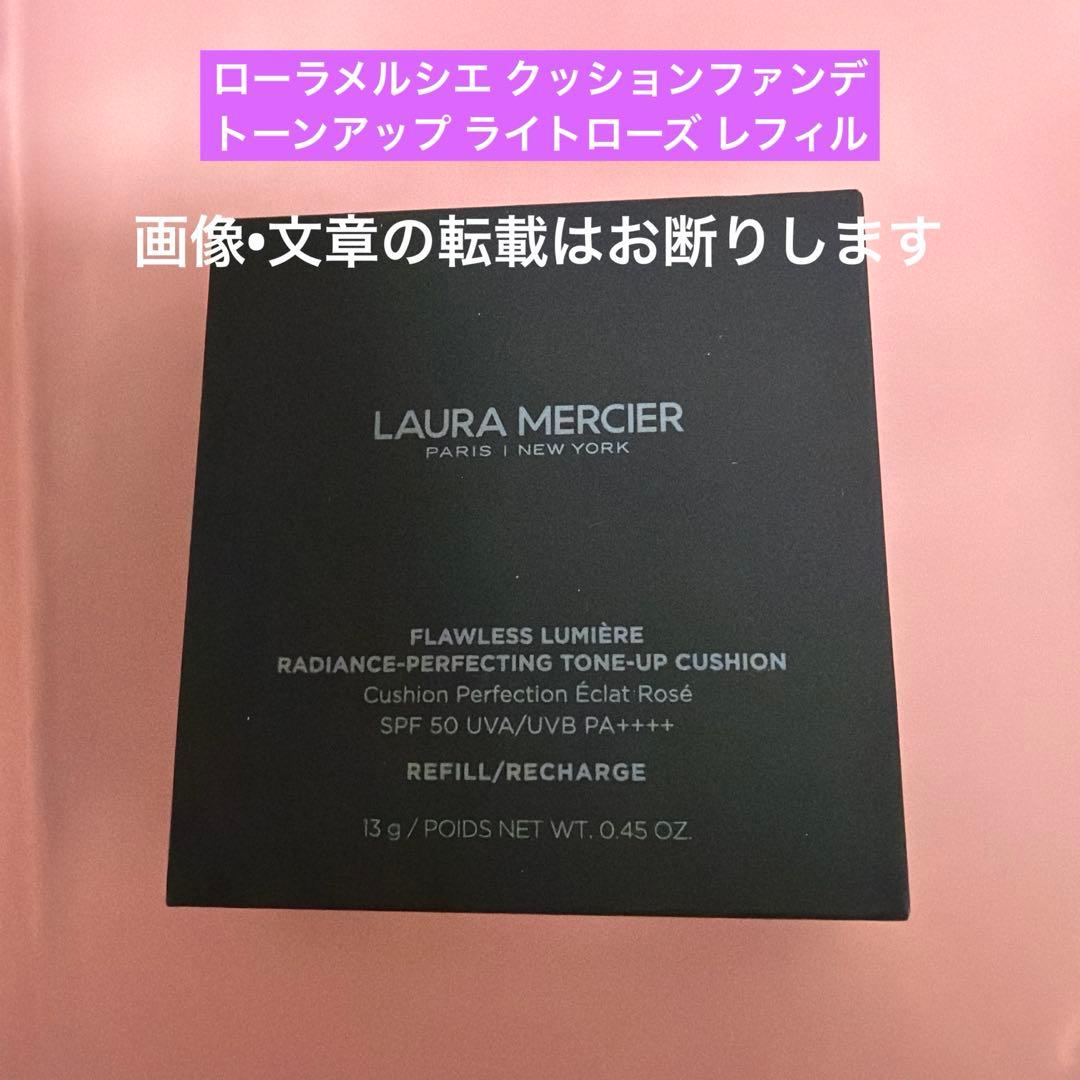 ローラメルシエ クッションファンデ
トーンアップ ライトローズ レフィル
画像•文章の転載はお断りします
LAURA MERCIER
PARIS | NEW YORK
FLAWLESS LUMIÈRE
RADIANCE-PERFECTING TONE-UP CUSHION
Cushion Perfection Éclat Rosé
SPF 50 UVA/UVB PA++++
REFILL/RECHARGE
13 g / POIDS NET WT. 0.45 OZ.